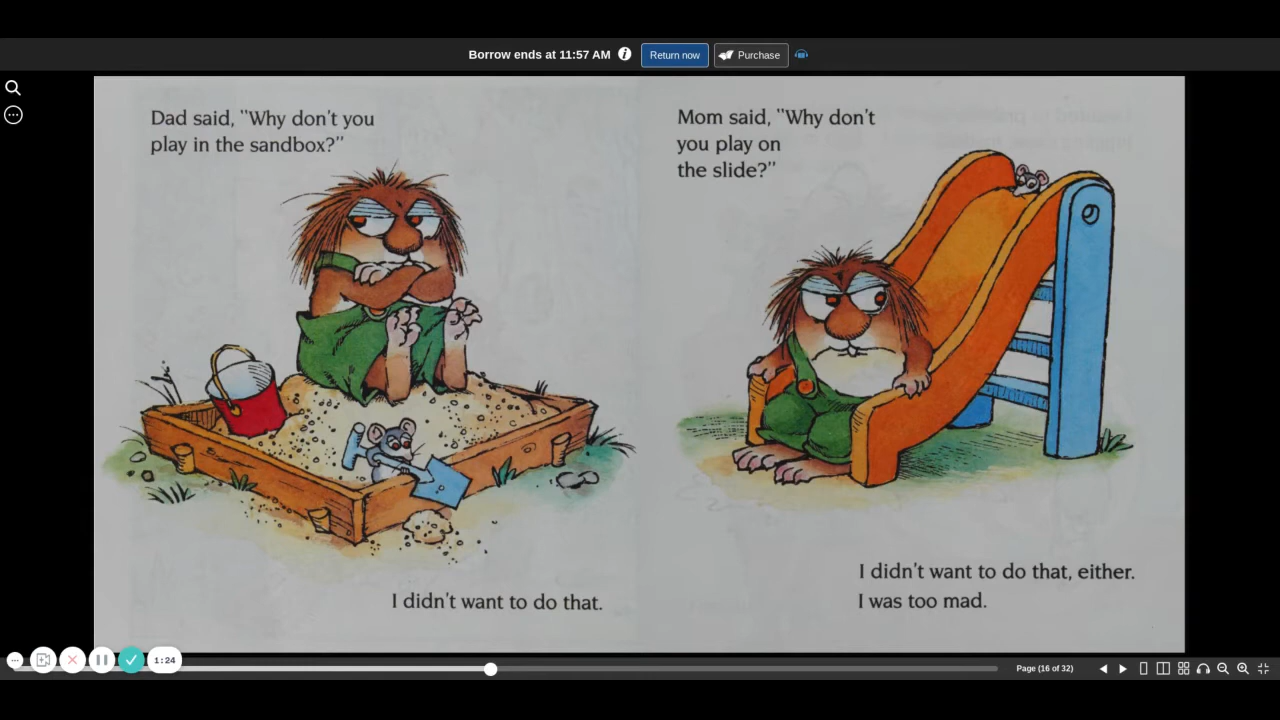 Borrow ends at 11:57 AM
Return now
Purchase
Dad said, "Why don't you
play in the sandbox?"
I didn't want to do that.
Mom said, "Why don't
you play on
the slide?"
I didn't want to do that, either.
I was too mad.
1:24
Page (16 of 32)